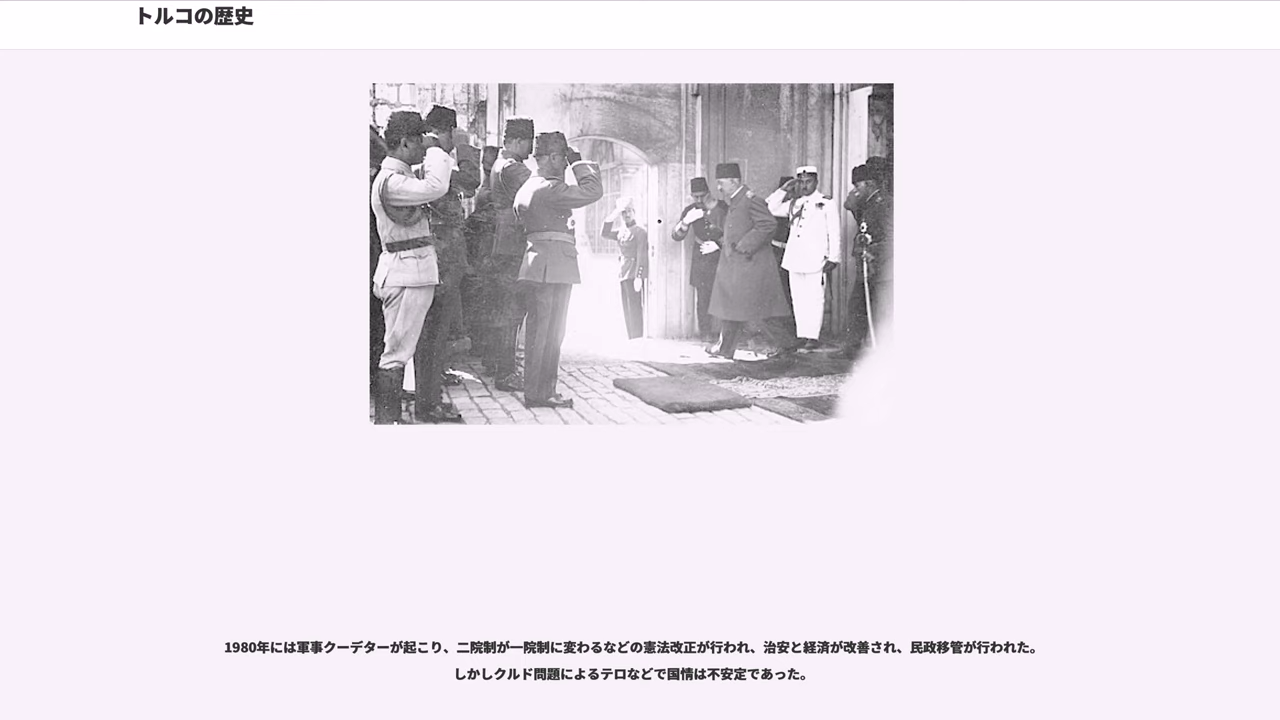 トルコの歴史
1980年には軍事クーデターが起こり、二院制が一院制に変わるなどの憲法改正が行われ、治安と経済が改善され、民政移管が行われた。
しかしクルド問題によるテロなどで国情は不安定であった。